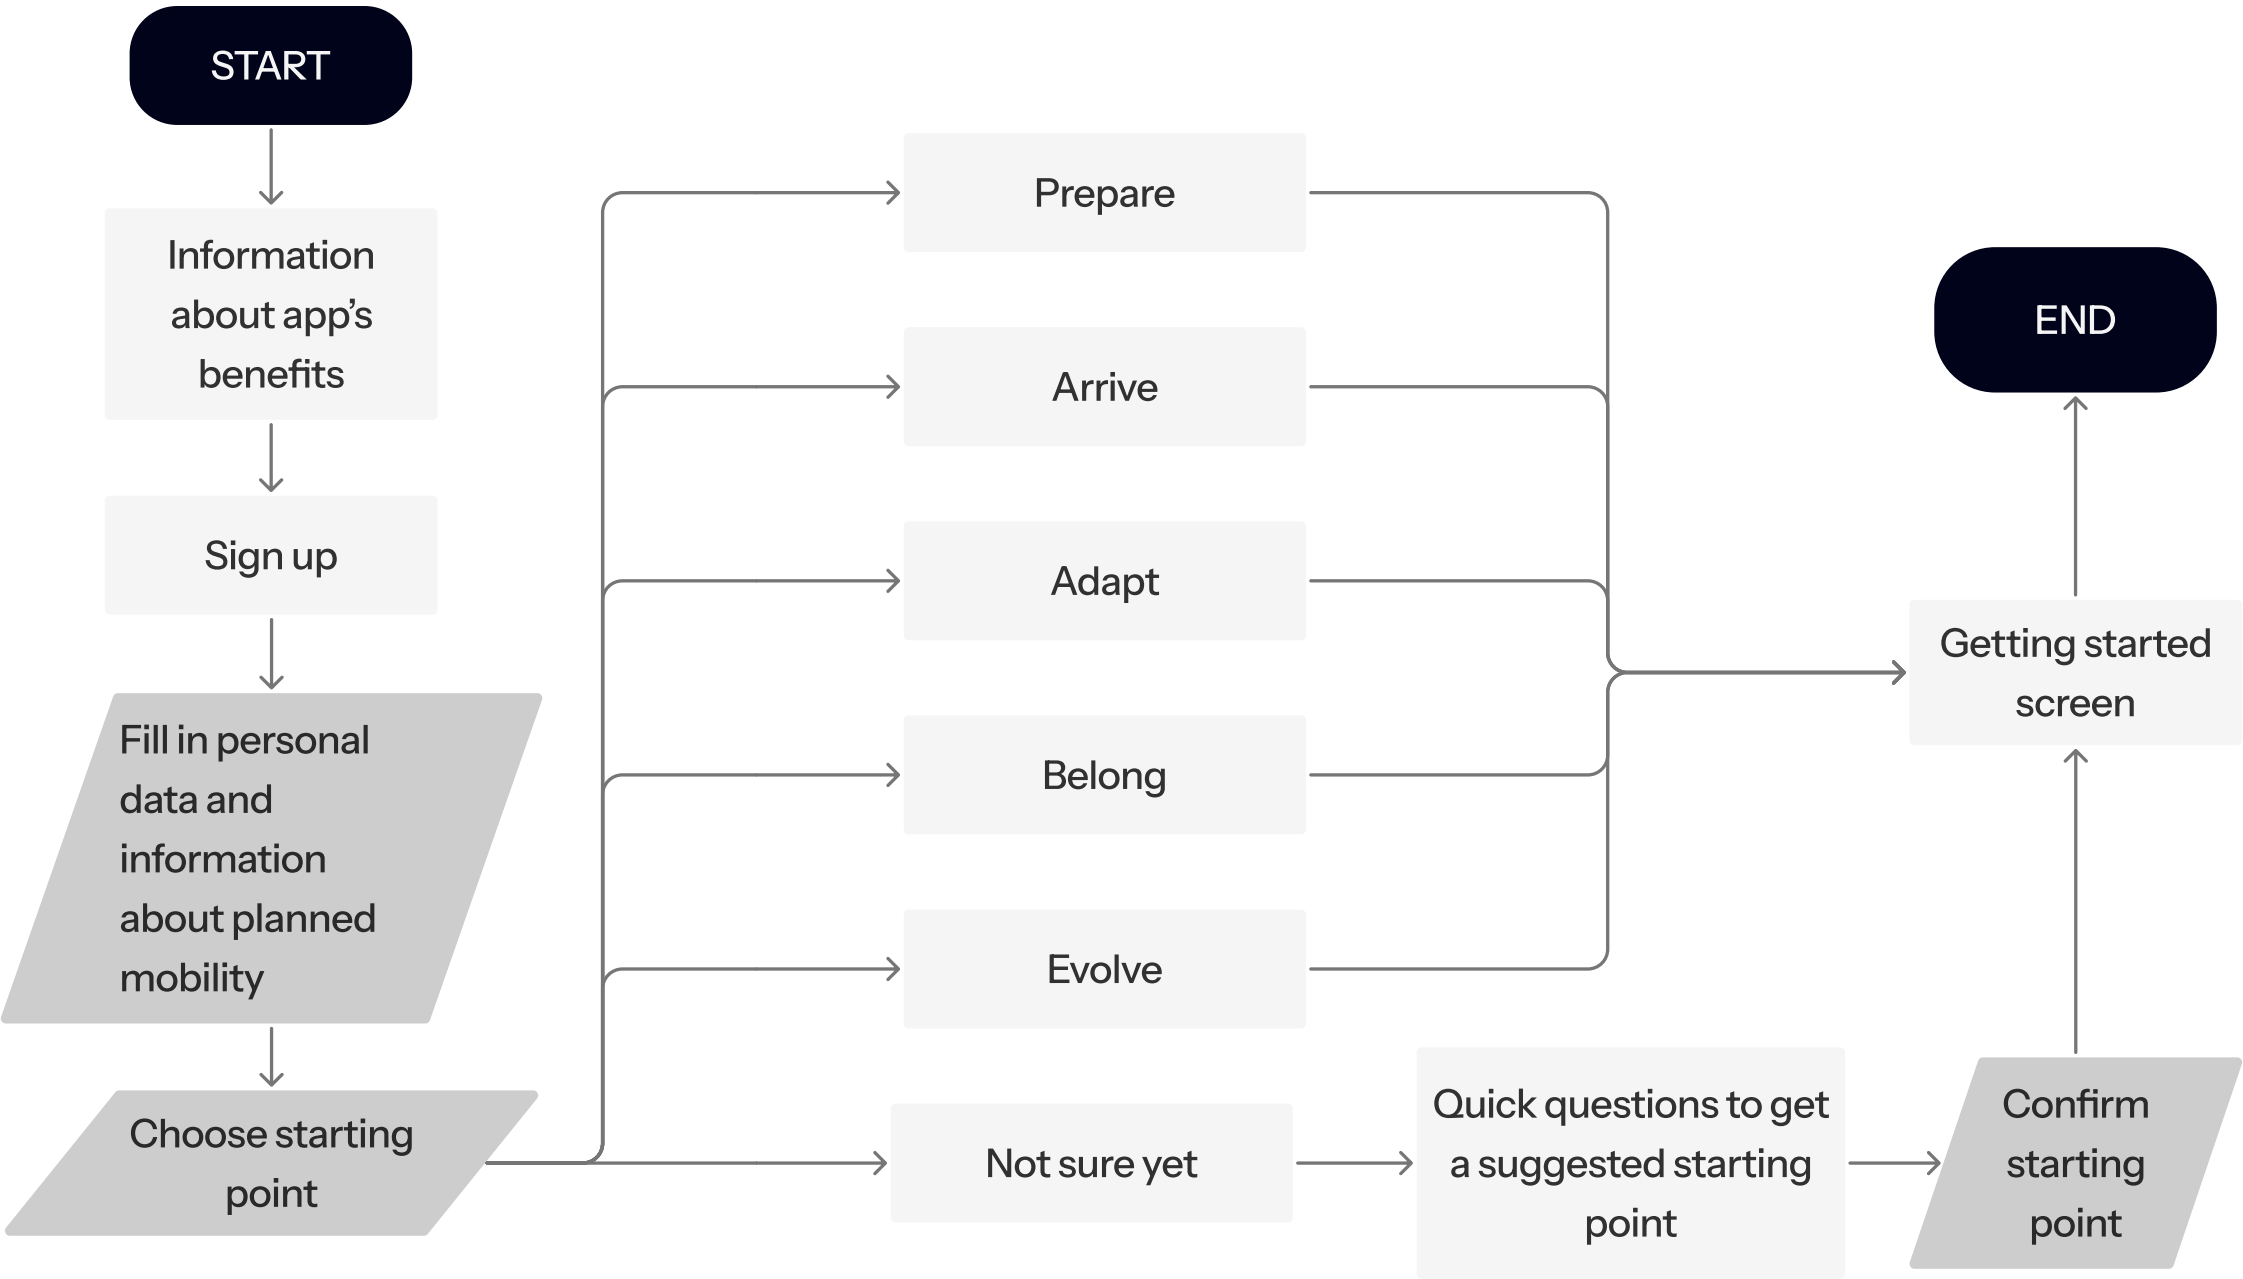 START
Information
about app’s
benefits
Sign up
Fill in personal
data and
information
about planned
mobility
Choose starting
point
Prepare
Arrive
Adapt
Belong
Evolve
Not sure yet
Quick questions to get
a suggested starting
point
Confirm
starting
point
Getting started
screen
END